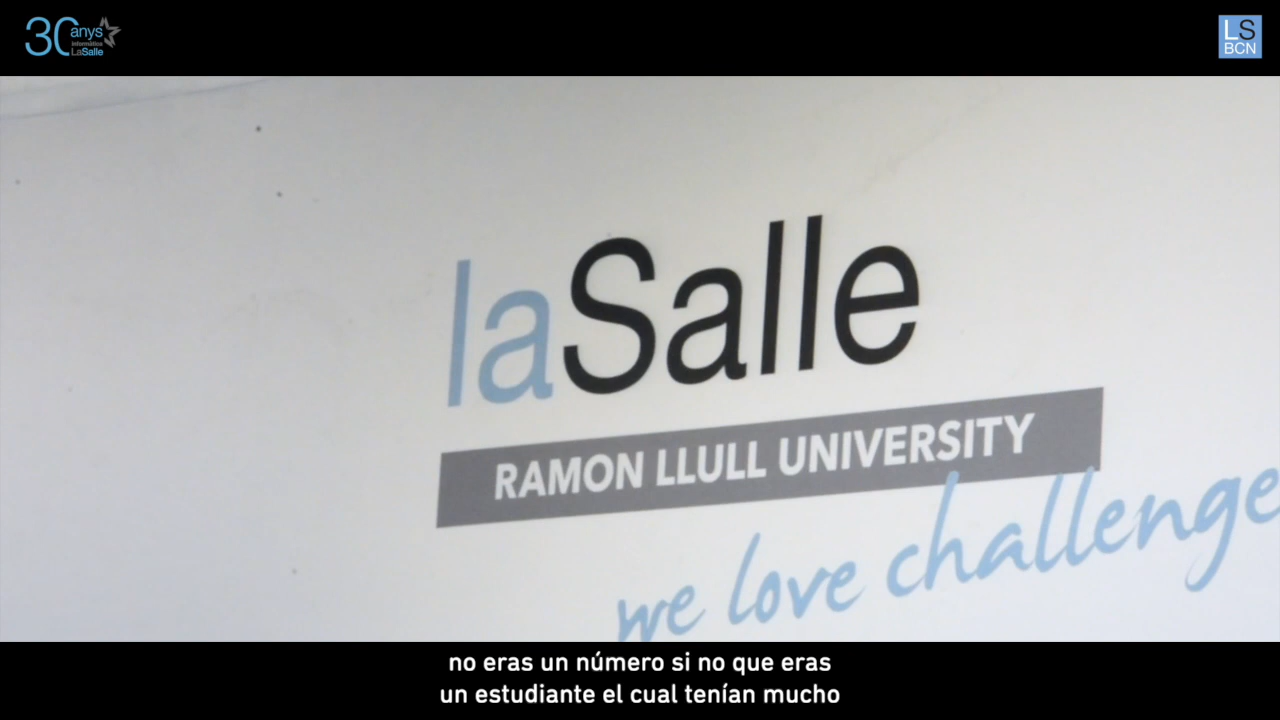 30 anys
informàtica
LaSalle
LS
BCN
laSalle
RAMON LLULL UNIVERSITY
we love challenge
no eras un número si no que eras
un estudiante el cual tenían mucho